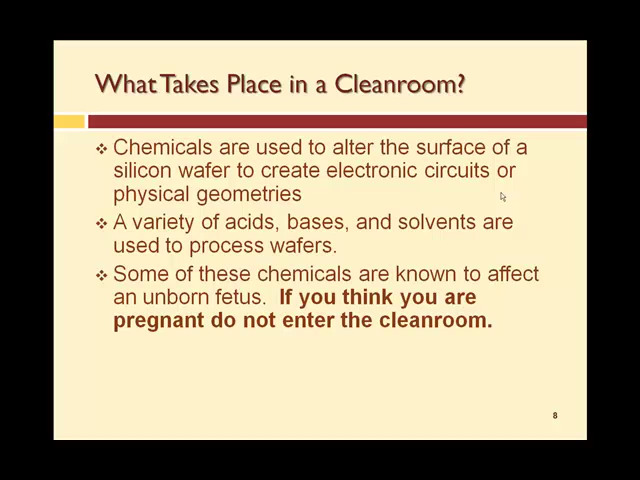 What Takes Place in a Cleanroom?
Chemicals are used to alter the surface of a
silicon wafer to create electronic circuits or
physical geometries
A variety of acids, bases, and solvents are
used to process wafers.
Some of these chemicals are known to affect
an unborn fetus. If you think you are
pregnant do not enter the cleanroom.
8